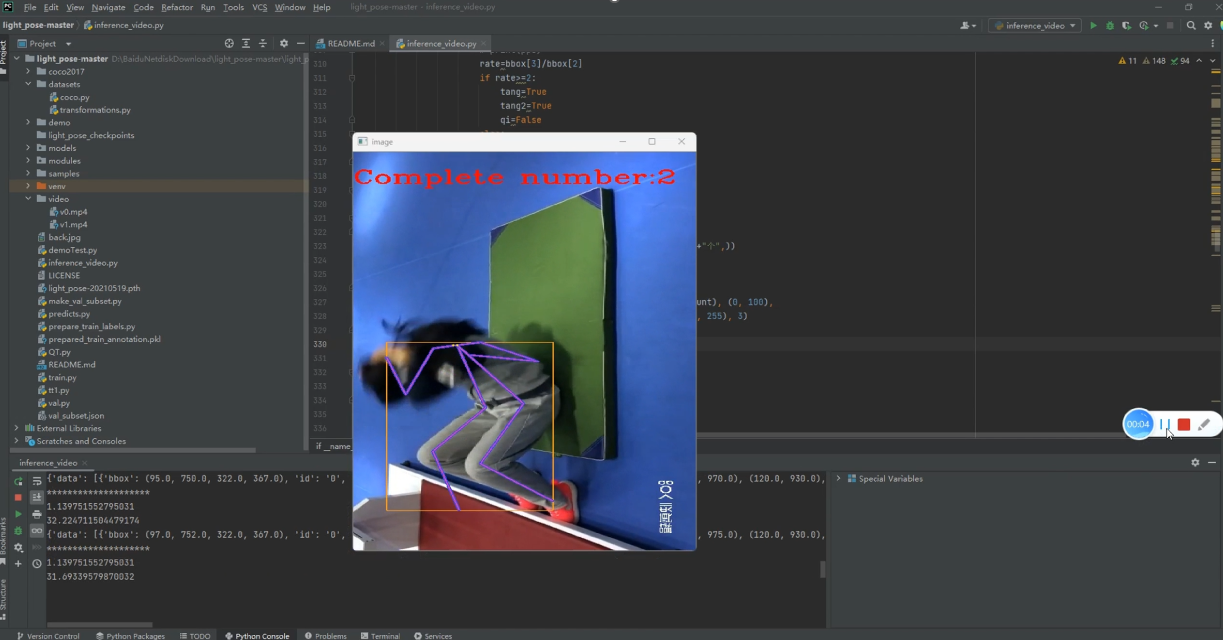 PC File Edit View Navigate Code Refactor Run Tools VCS Window Help light_pose-master - inference_video.py
light_pose-master inference_video.py
inference_video
Project
README.md
inference_video.py
11 148 94
light_pose-master D:\BaiduNetdiskDownload\light_pose-master\light_p
coco2017
datasets
coco.py
transformations.py
demo
light_pose_checkpoints
models
modules
samples
venv
video
v0.mp4
v1.mp4
back.jpg
demoTest.py
inference_video.py
LICENSE
light_pose-20210519.pth
make_val_subset.py
predicts.py
prepare_train_labels.py
prepared_train_annotation.pkl
QT.py
README.md
train.py
tt1.py
val.py
val_subset.json
External Libraries
Scratches and Consoles
310
311
312
313
314
315
316
317
318
319
320
321
322
323
324
325
326
327
328
329
330
331
332
333
334
335
336
rate=bbox[3]/bbox[2]
if rate>=2:
tang=True
tang2=True
qi=False
+"个",))
unt), (0, 100),
, 255), 3)
if __name_
image
Complete number:2
00:04
inference_video
{'data': [{'bbox': (95.0, 750.0, 322.0, 367.0), 'id': '0', 970.0), (120.0, 930.0),
********************
1.139751552795031
32.224711504479174
{'data': [{'bbox': (97.0, 752.0, 322.0, 367.0), 'id': '0', 975.0), (120.0, 930.0),
********************
1.139751552795031
31.69339579870032
Special Variables
Project
Bookmarks
Structure
Version Control Python Packages TODO Python Console Problems Terminal Services